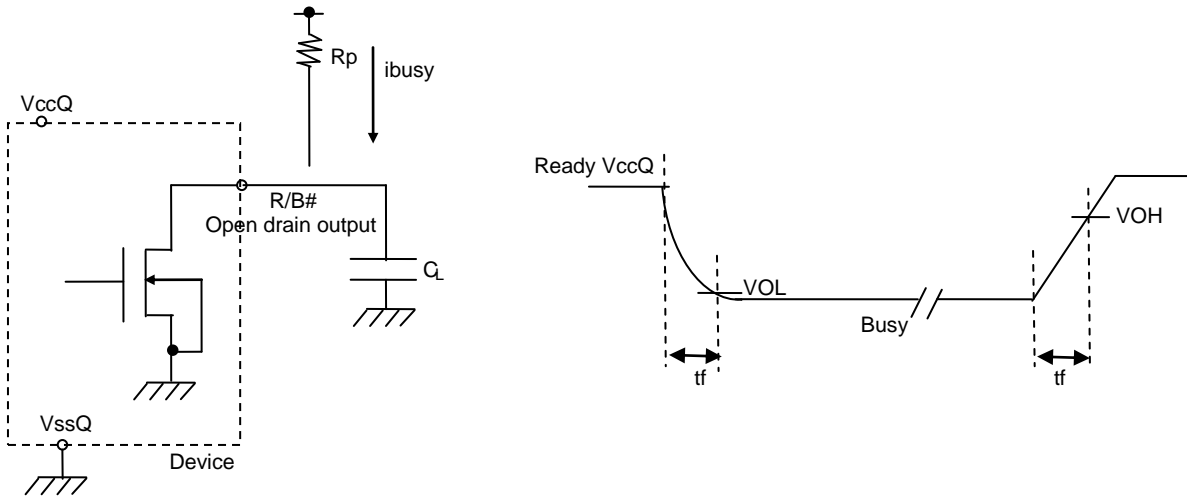 Rp
ibusy
VccQ
R/B#
Open drain output
CL
VssQ
Device
Ready VccQ
VOL
Busy
tf
VOH
tf